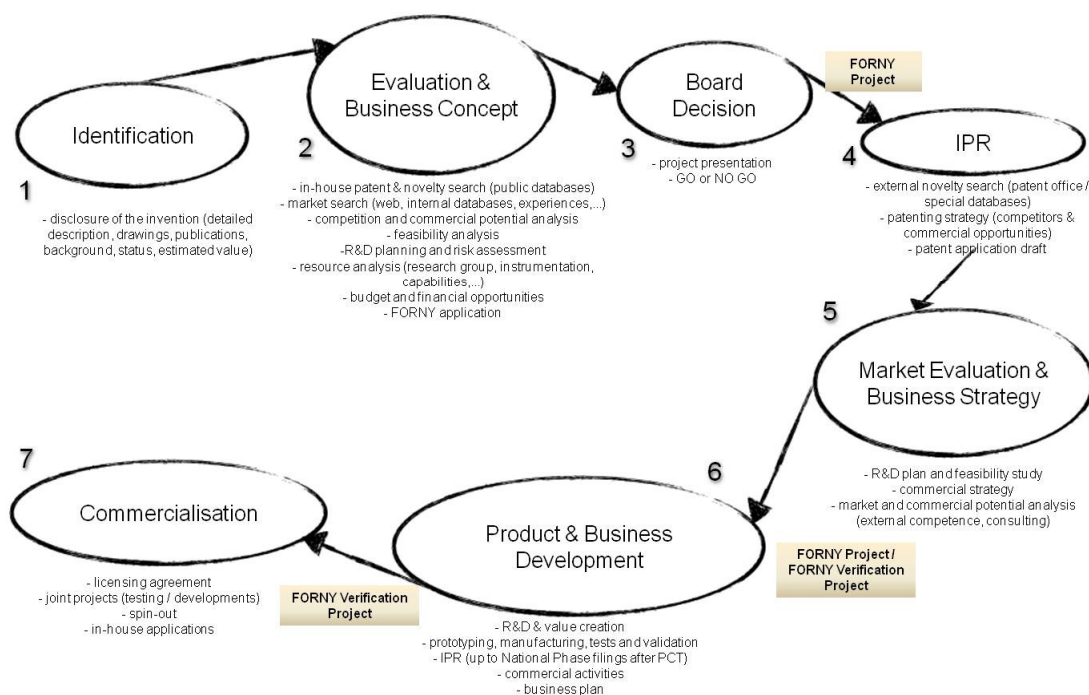 1
Identification
- disclosure of the invention (detailed
description, drawings, publications,
background, status, estimated value)
2
Evaluation &
Business Concept
- in-house patent & novelty search (public databases)
- market search (web, internal databases, experiences,...)
- competition and commercial potential analysis
- feasibility analysis
-R&D planning and risk assessment
- resource analysis (research group, instrumentation,
capabilities,...)
- budget and financial opportunities
- FORNY application
3
Board
Decision
- project presentation
- GO or NO GO
FORNY
Project
4
IPR
- external novelty search (patent office /
special databases)
- patenting strategy (competitors &
commercial opportunities)
- patent application draft
5
Market Evaluation &
Business Strategy
- R&D plan and feasibility study
- commercial strategy
- market and commercial potential analysis
(external competence, consulting)
FORNY Project /
FORNY Verification
Project
6
Product & Business
Development
- R&D & value creation
- prototyping, manufacturing, tests and validation
- IPR (up to National Phase filings after PCT)
- commercial activities
- business plan
FORNY Verification
Project
7
Commercialisation
- licensing agreement
- joint projects (testing / developments)
- spin-out
- in-house applications